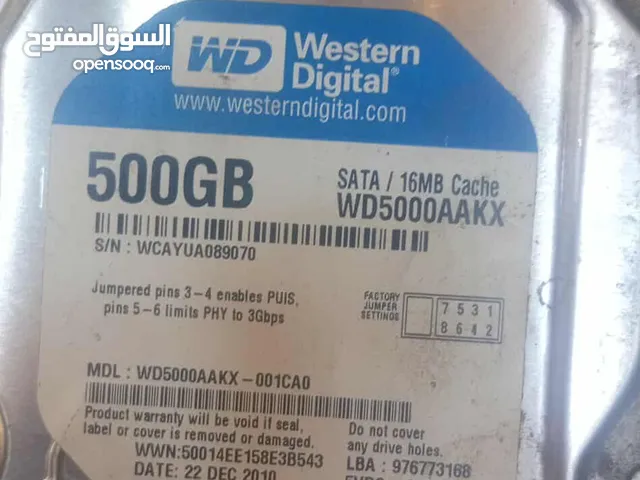 السوق المفتوح
opensooq.com
WD Western
Digital®
www.westerndigital.com
500GB
SATA / 16MB Cache
WD5000AAKX
S/N : WCAYUA089070
Jumpered pins 3-4 enables PUIS,
pins 5-6 limits PHY to 3Gbps
FACTORY
JUMPER
SETTINGS
7 5 3 1
8 6 4 2
MDL : WD5000AAKX-001CA0
Product warranty will be void if seal,
label or cover is removed or damaged.
Do not cover
any drive holes.
WWN:50014EE158E3B543
LBA : 976773168
DATE: 22 DEC 2010